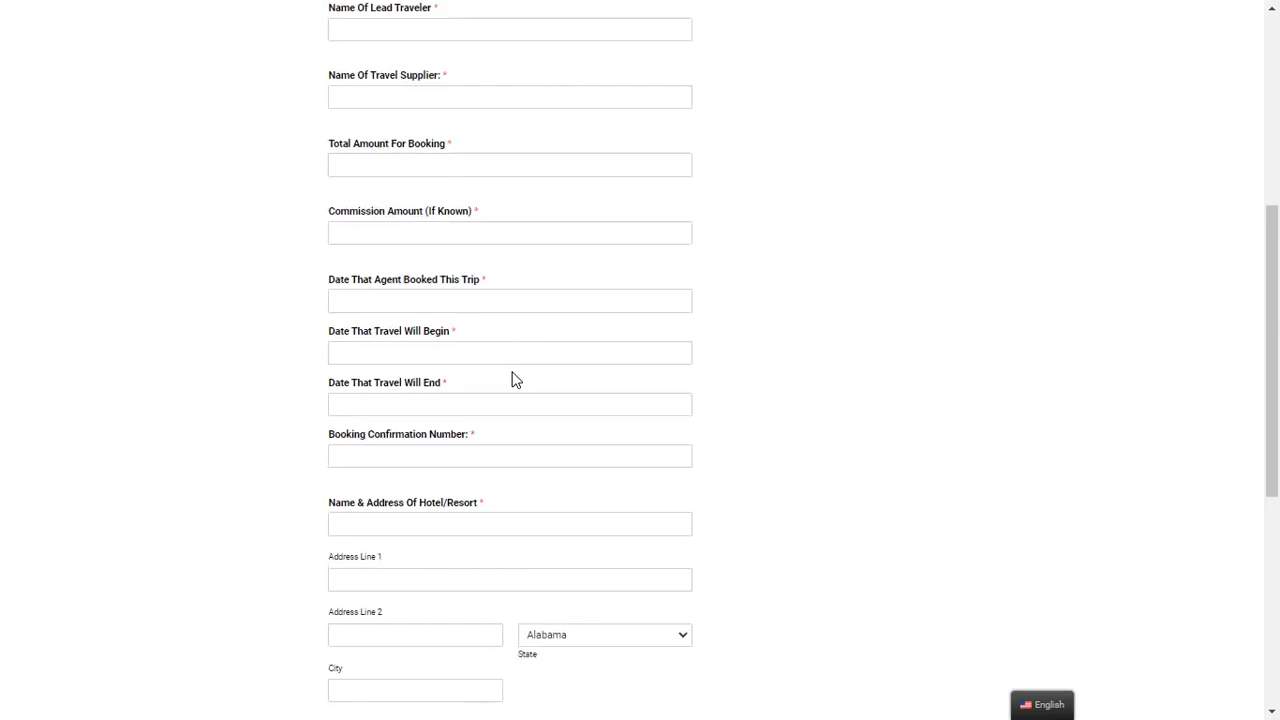 Name Of Lead Traveler *
Name Of Travel Supplier: *
Total Amount For Booking *
Commission Amount (If Known) *
Date That Agent Booked This Trip *
Date That Travel Will Begin *
Date That Travel Will End *
Booking Confirmation Number: *
Name & Address Of Hotel/Resort *
Address Line 1
Address Line 2
Alabama
State
City
English